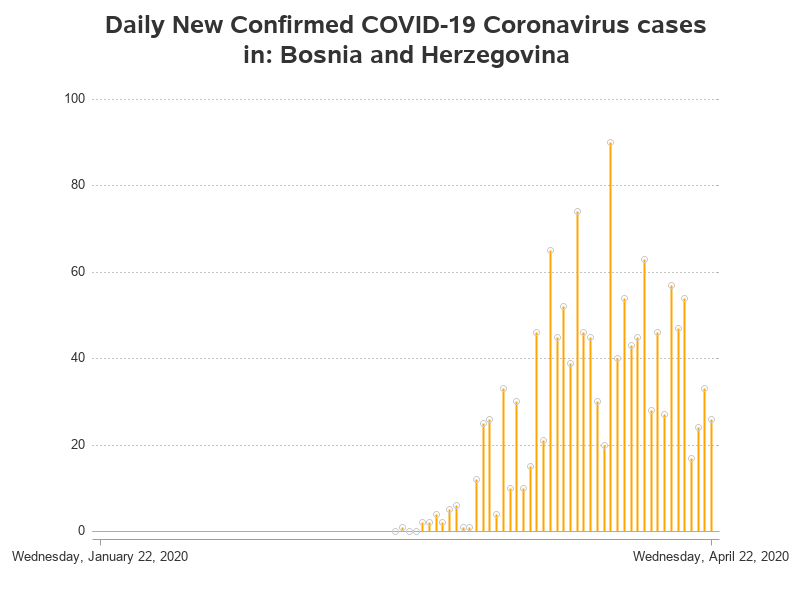 Daily New Confirmed COVID-19 Coronavirus cases
in: Bosnia and Herzegovina
100
80
60
40
20
0
Wednesday, January 22, 2020
Wednesday, April 22, 2020